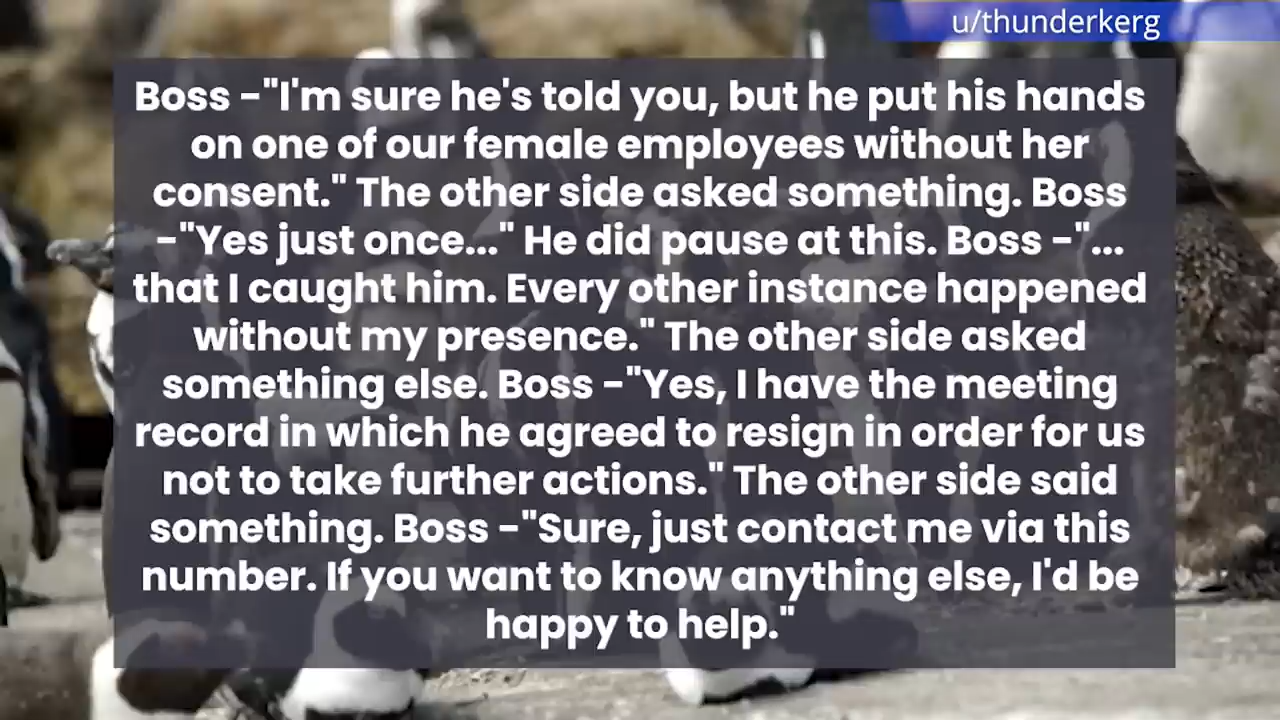 u/thunderkerg
Boss -"I'm sure he's told you, but he put his hands
on one of our female employees without her
consent." The other side asked something. Boss
-"Yes just once..." He did pause at this. Boss -"...
that I caught him. Every other instance happened
without my presence." The other side asked
something else. Boss -"Yes, I have the meeting
record in which he agreed to resign in order for us
not to take further actions." The other side said
something. Boss -"Sure, just contact me via this
number. If you want to know anything else, I'd be
happy to help."